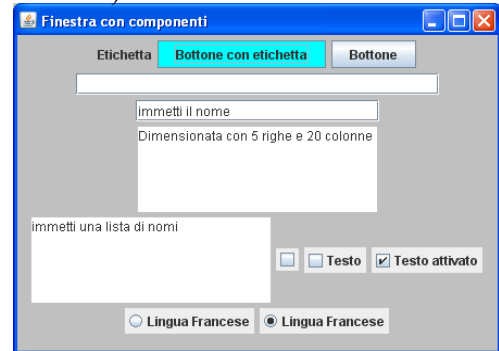 Finestra con componenti
Etichetta Bottone con etichetta Bottone
immetti il nome
Dimensionata con 5 righe e 20 colonne
immetti una lista di nomi
Testo Testo attivato
Lingua Francese Lingua Francese